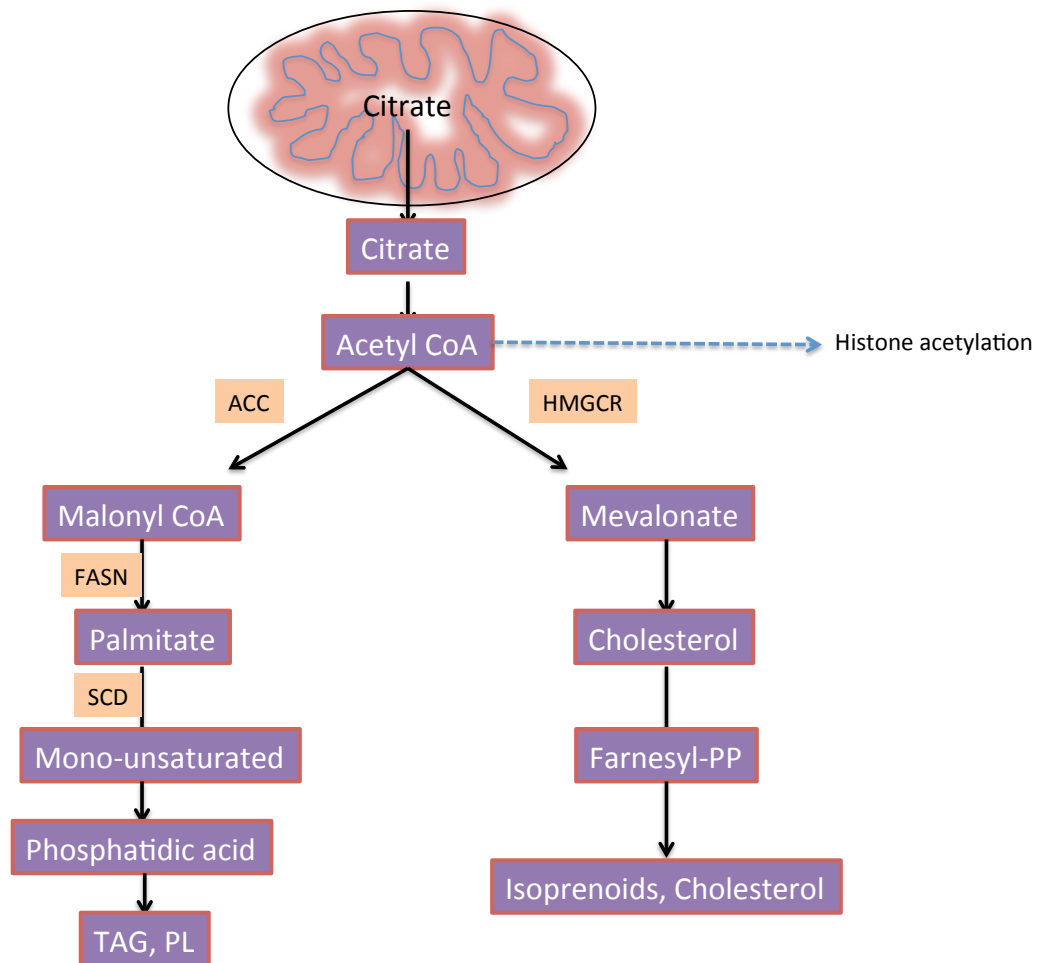 Citrate
Citrate
Acetyl CoA
Histone acetylation
ACC
HMGCR
Malonyl CoA
Mevalonate
FASN
Palmitate
Cholesterol
SCD
Mono-unsaturated
Farnesyl-PP
Phosphatidic acid
Isoprenoids, Cholesterol
TAG, PL